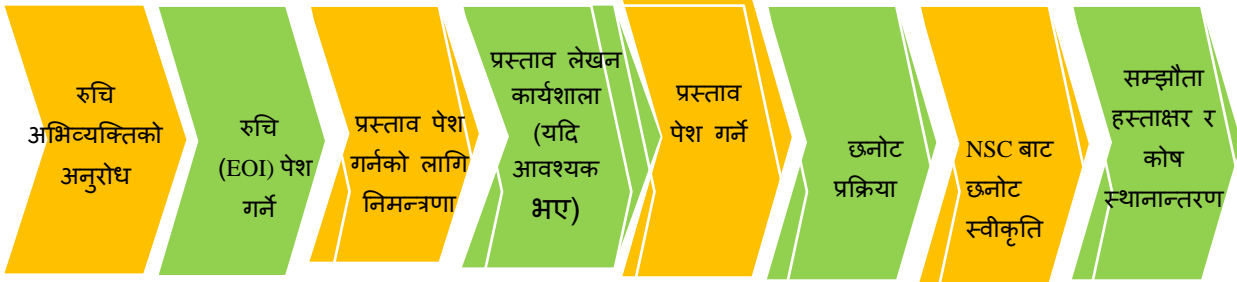 रुचि
अभिव्यक्तिको
अनुरोध
रुचि
(EOI) पेश
गर्ने
प्रस्ताव पेश
गर्नको लागि
निमन्त्रणा
प्रस्ताव लेखन
कार्यशाला
(यदि
आवश्यक
भए)
प्रस्ताव
पेश गर्ने
छनोट
प्रक्रिया
NSC बाट
छनोट
स्वीकृति
सम्झौता
हस्ताक्षर र
कोष
स्थानान्तरण